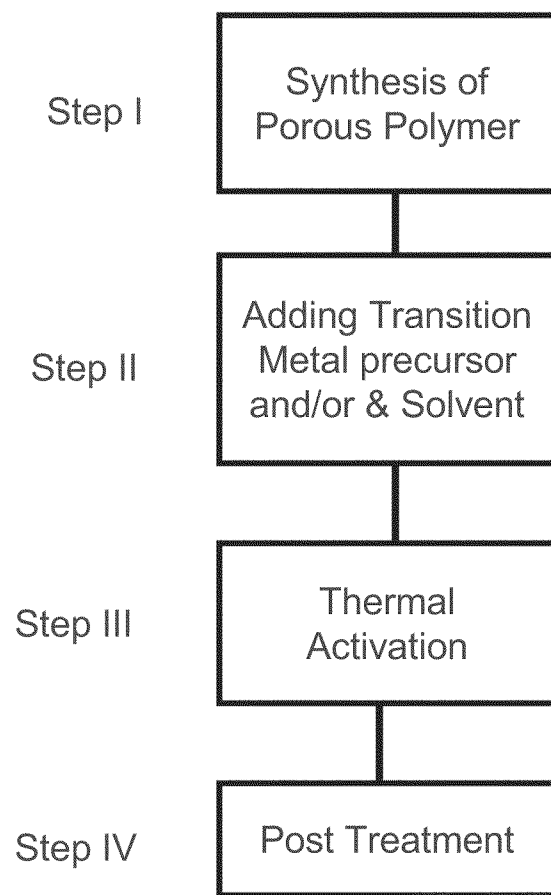 Step I
Synthesis of
Porous Polymer
Step II
Adding Transition
Metal precursor
and/or & Solvent
Step III
Thermal
Activation
Step IV
Post Treatment